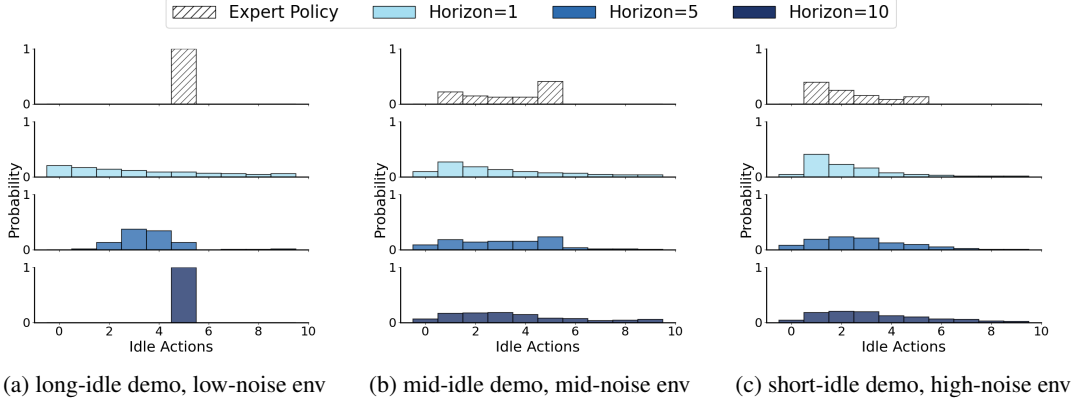 Expert Policy Horizon=1 Horizon=5 Horizon=10
1
0
1
0
1
0
1
0
Probability
0 2 4 6 8 10
Idle Actions
(a) long-idle demo, low-noise env
1
0
1
0
1
0
1
0
Probability
0 2 4 6 8 10
Idle Actions
(b) mid-idle demo, mid-noise env
1
0
1
0
1
0
1
0
Probability
0 2 4 6 8 10
Idle Actions
(c) short-idle demo, high-noise env